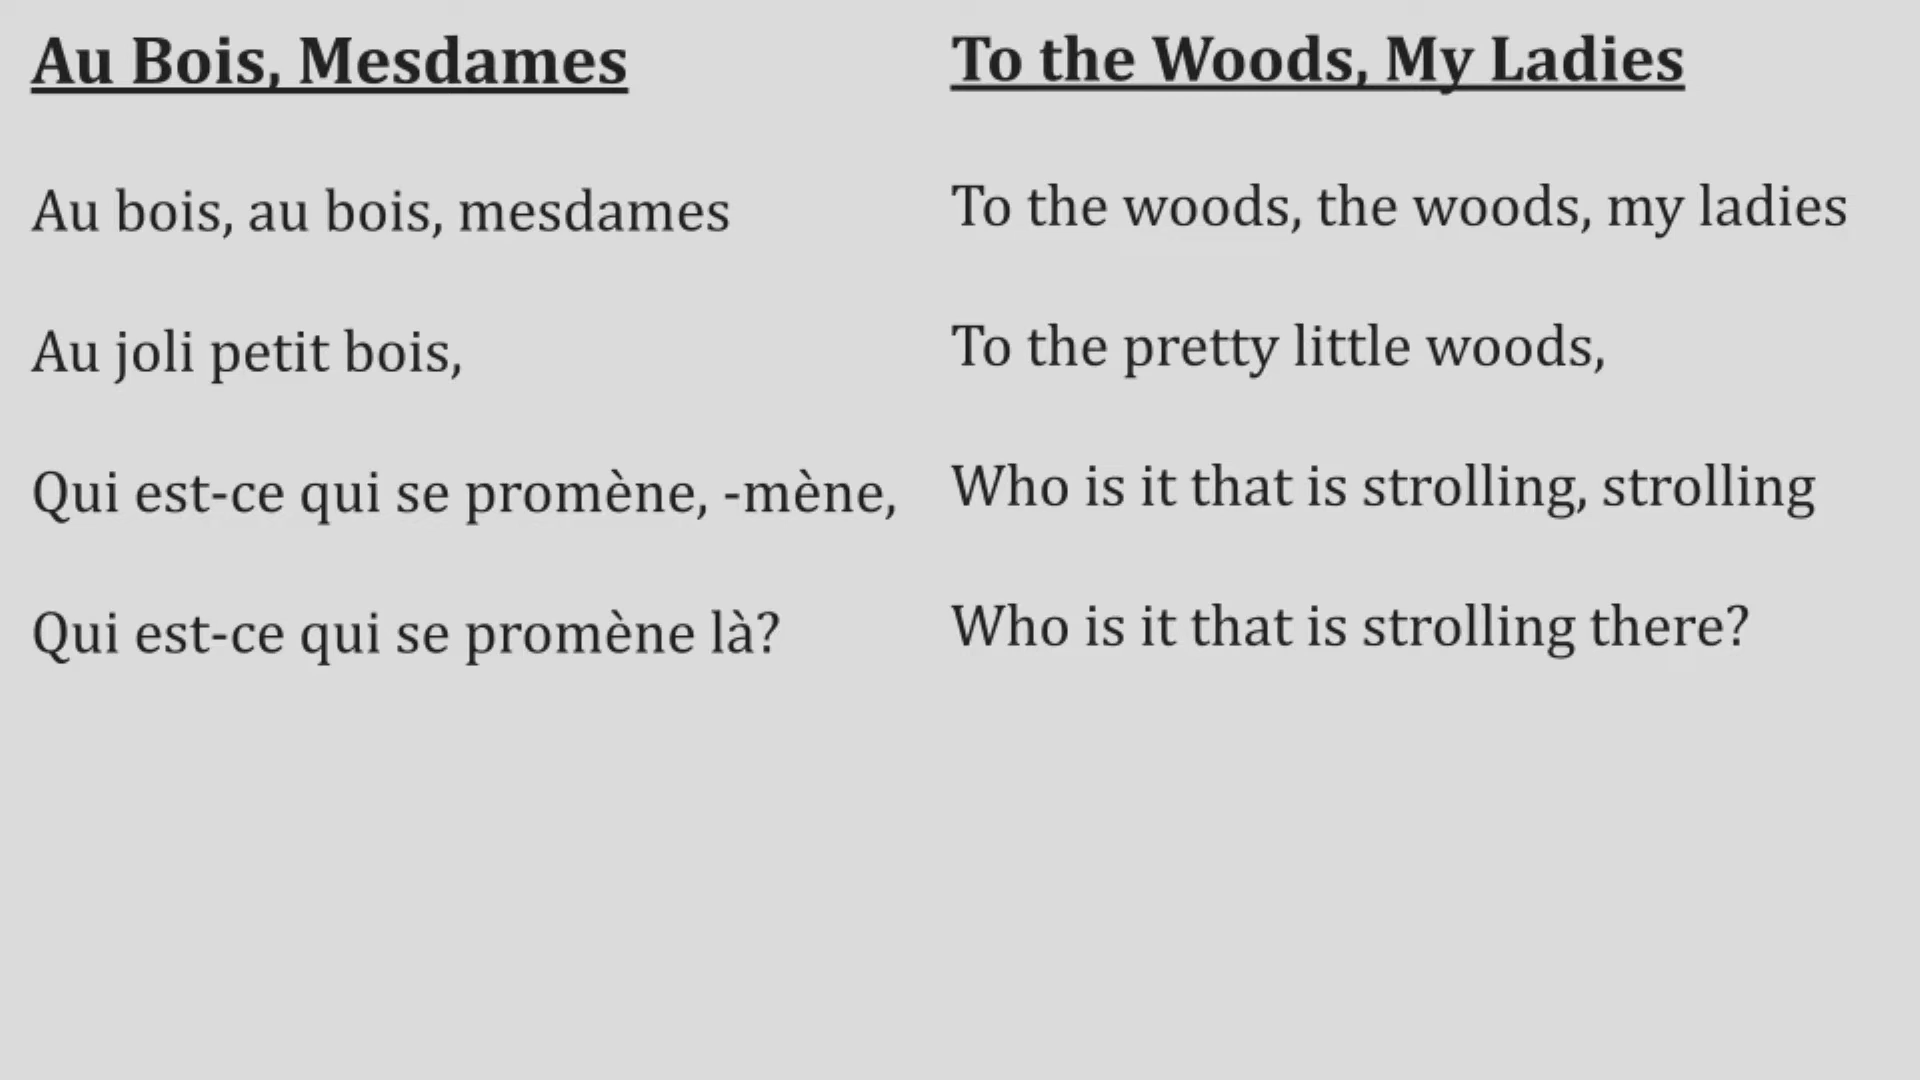 Au Bois, Mesdames
Au bois, au bois, mesdames
Au joli petit bois,
Qui est-ce qui se promène, -mène,
Qui est-ce qui se promène là?
To the Woods, My Ladies
To the woods, the woods, my ladies
To the pretty little woods,
Who is it that is strolling, strolling
Who is it that is strolling there?